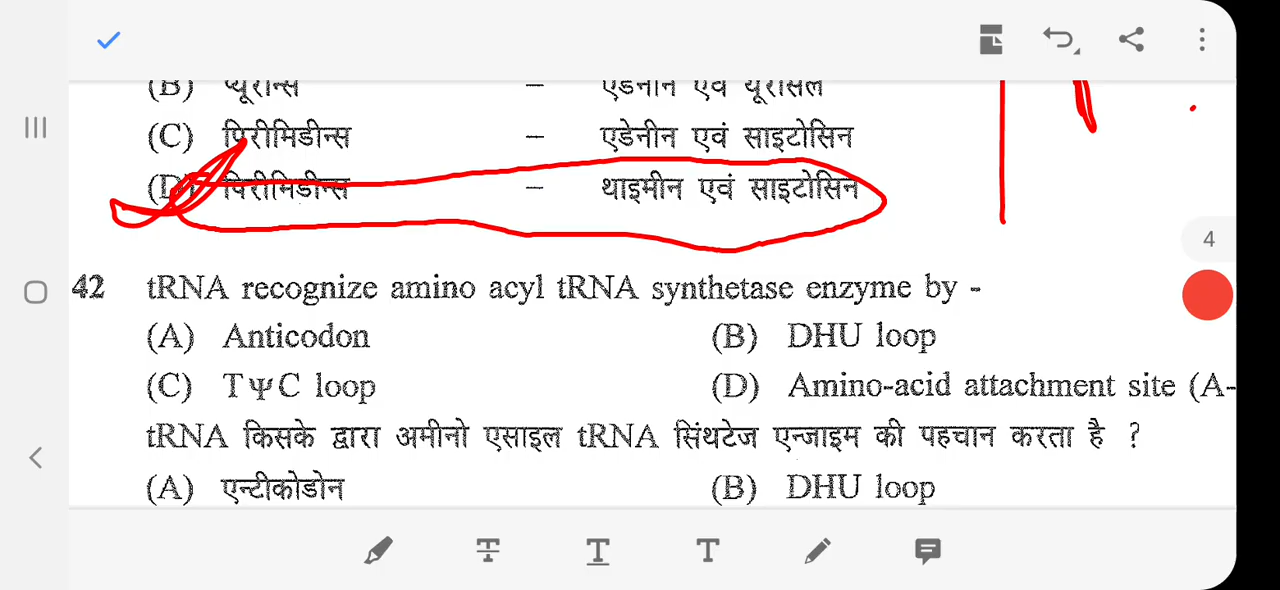 (B) प्यूरीन्स – एडेनीन एवं यूरेसिल
(C) पिरीमिडीन्स – एडेनीन एवं साइटोसिन
(D) पिरीमिडीन्स – थाइमीन एवं साइटोसिन
4
42 tRNA recognize amino acyl tRNA synthetase enzyme by -
(A) Anticodon (B) DHU loop
(C) TΨC loop (D) Amino-acid attachment site (A-
tRNA किसके द्वारा अमीनो एसाइल tRNA सिंथटेज एन्जाइम की पहचान करता है ?
(A) एन्टीकोडोन (B) DHU loop